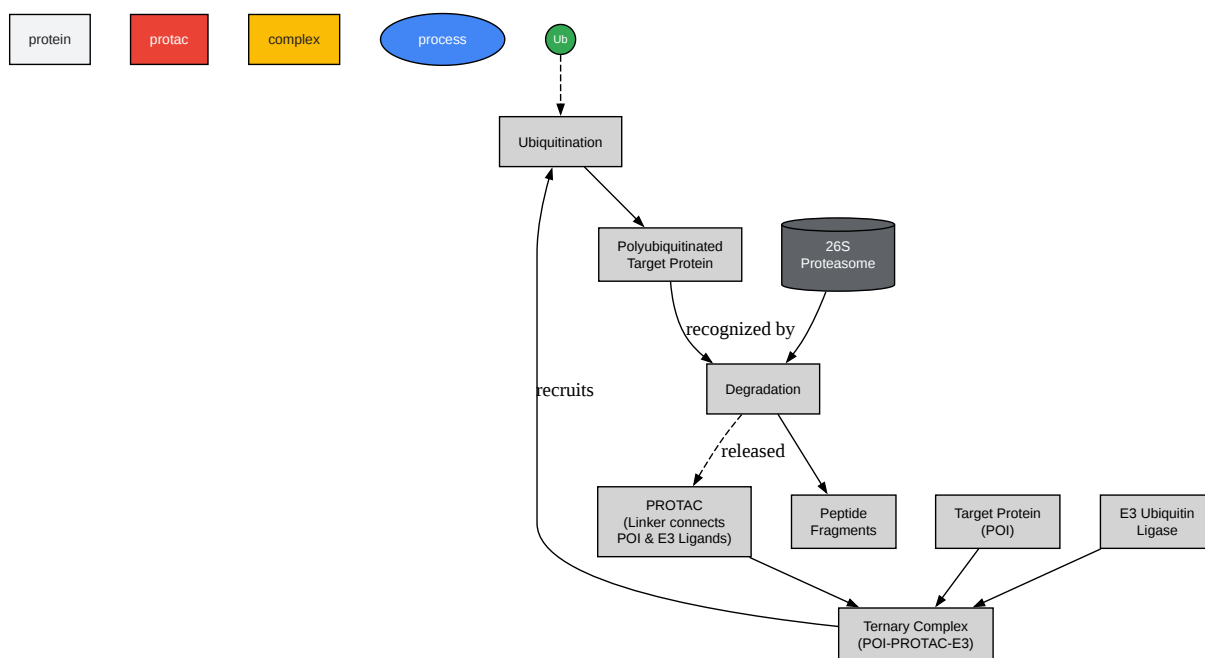 protein
protac
complex
process
Ub
Ubiquitination
Polyubiquitinated
Target Protein
26S
Proteasome
recognized by
recruits
Degradation
released
PROTAC
(Linker connects
POI & E3 Ligands)
Peptide
Fragments
Target Protein
(POI)
E3 Ubiquitin
Ligase
Ternary Complex
(POI-PROTAC-E3)